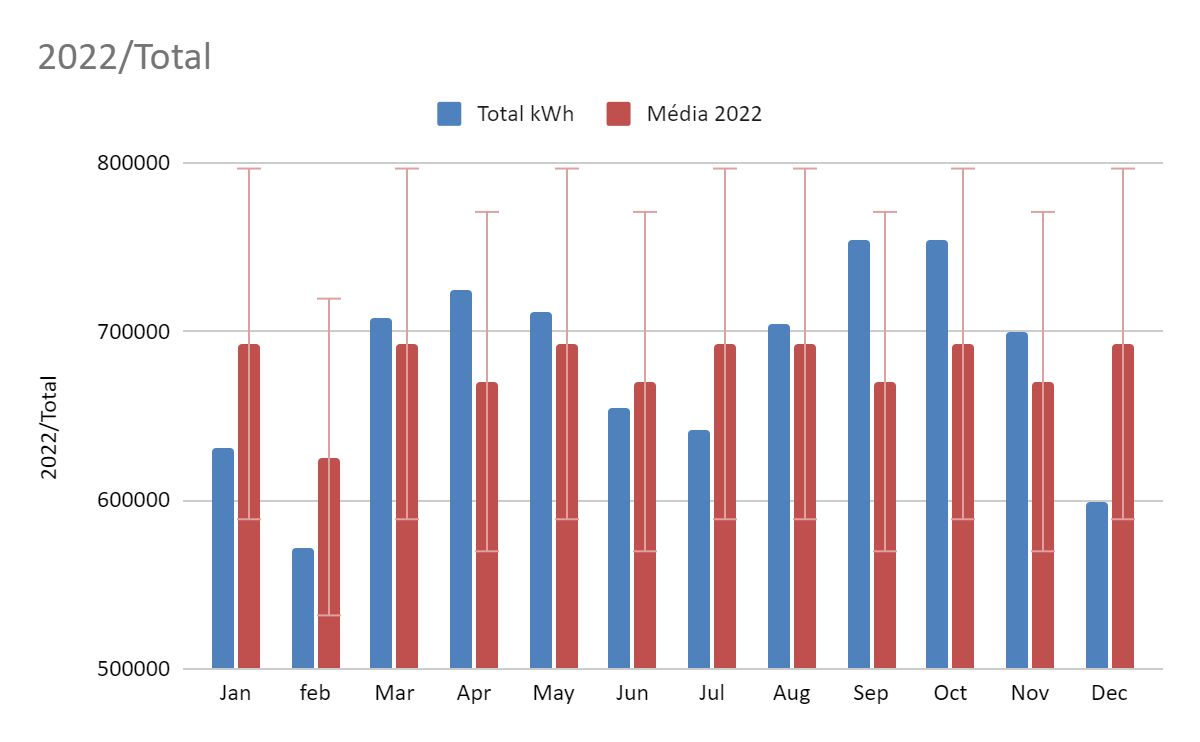 2022/Total
Total kWh
Média 2022
800000
700000
600000
500000
2022/Total
Jan feb Mar Apr May Jun Jul Aug Sep Oct Nov Dec